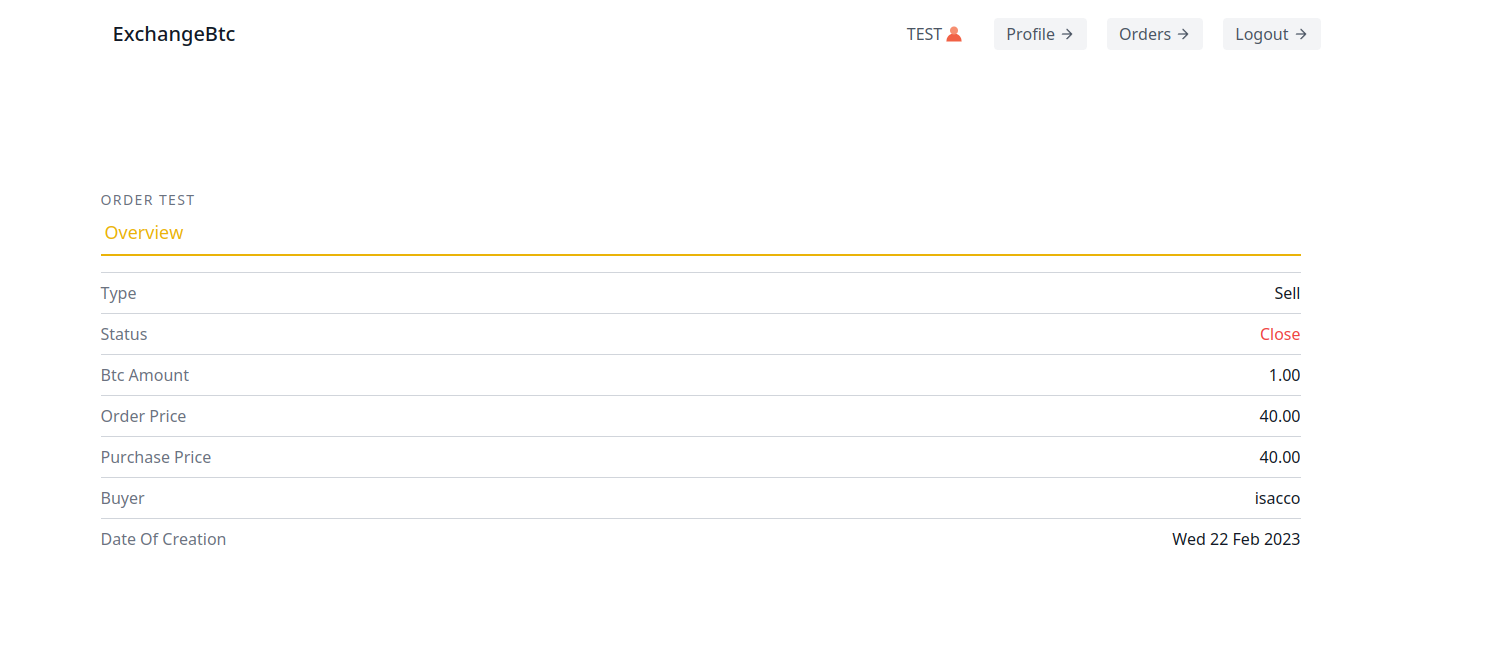 ExchangeBtc TEST Profile → Orders → Logout →
ORDER TEST
Overview
Type Sell
Status Close
Btc Amount 1.00
Order Price 40.00
Purchase Price 40.00
Buyer isacco
Date Of Creation Wed 22 Feb 2023